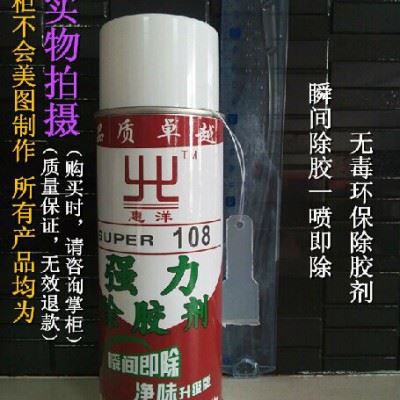 无毒环保除胶剂
瞬间除胶一喷即除
品质卓越
TM
惠洋
SUPER 108
强力
除胶剂
瞬间即除
净味升级型
实物拍摄
(购买时，请咨询掌柜)
(质量保证，无效退款)
柜不会美图制作 所有产品均为